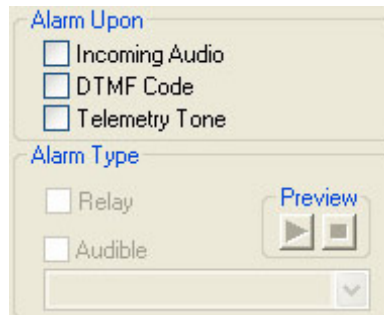 Alarm Upon
Incoming Audio
DTMF Code
Telemetry Tone
Alarm Type
Relay
Preview
Audible